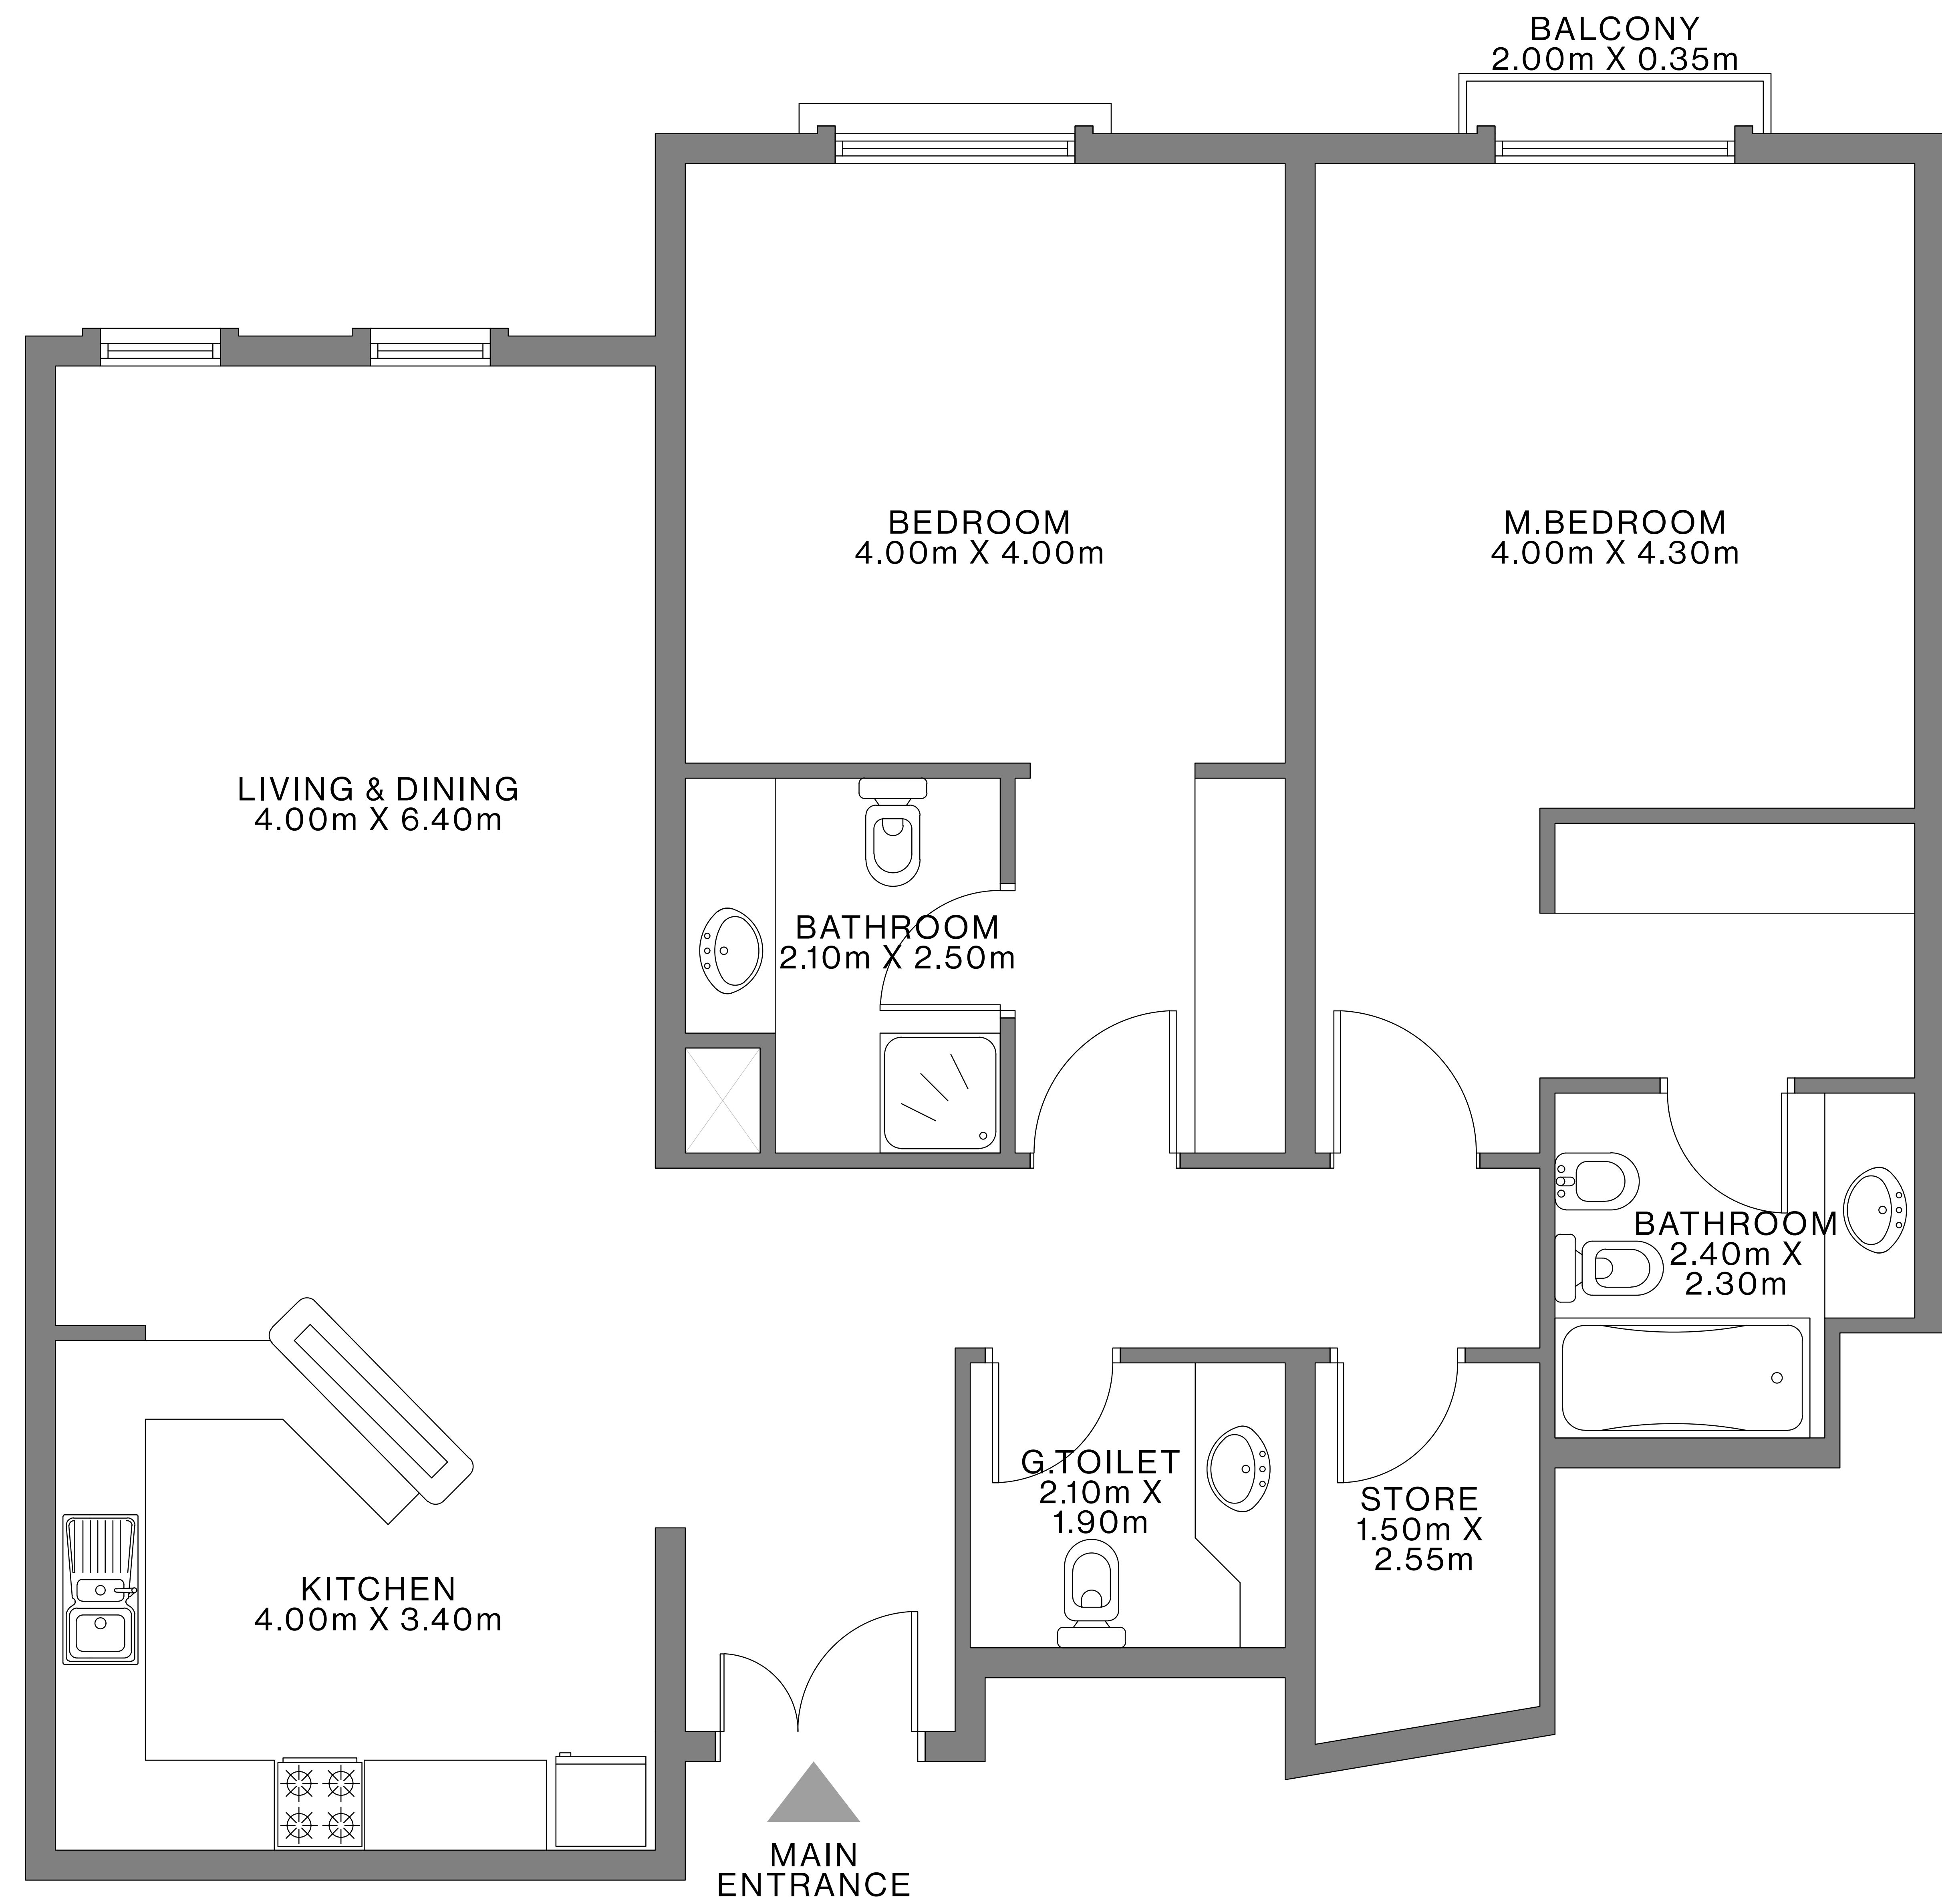 BALCONY
2.00m X 0.35m
BEDROOM
4.00m X 4.00m
M.BEDROOM
4.00m X 4.30m
LIVING & DINING
4.00m X 6.40m
BATHROOM
2.10m X 2.50m
BATHROOM
2.40m X
2.30m
G.TOILET
2.10m X
1.90m
STORE
1.50m X
2.55m
KITCHEN
4.00m X 3.40m
MAIN
ENTRANCE